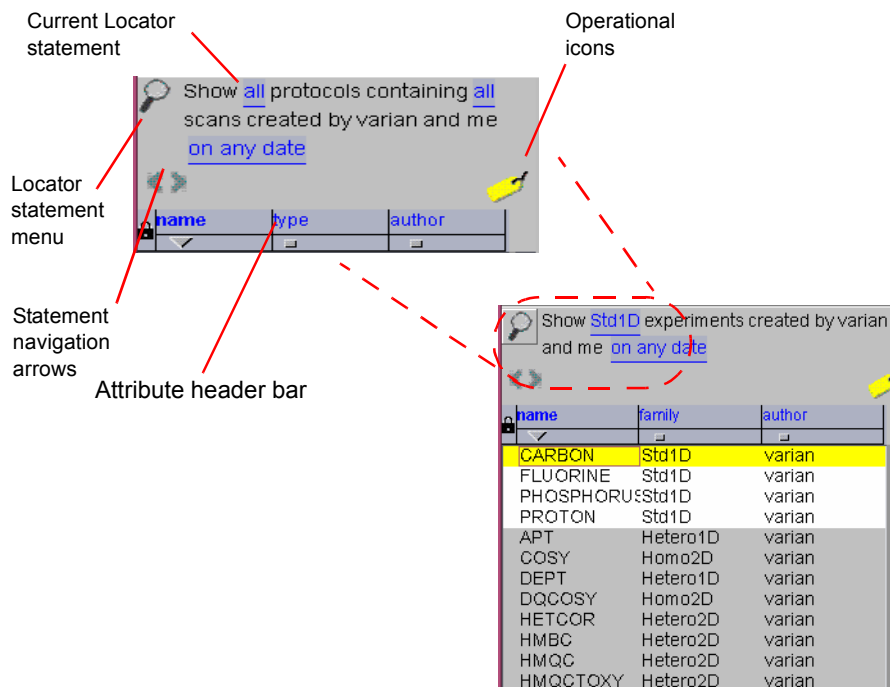 Current Locator
statement
Operational
icons
Show all protocols containing all
scans created by varian and me
on any date
Locator
statement
menu
name type author
Statement
navigation
arrows
Attribute header bar
Show Std1D experiments created by varian
and me on any date
name family author
CARBON Std1D varian
FLUORINE Std1D varian
PHOSPHORUS Std1D varian
PROTON Std1D varian
APT Hetero1D varian
COSY Homo2D varian
DEPT Hetero1D varian
DQCOSY Homo2D varian
HETCOR Hetero2D varian
HMBC Hetero2D varian
HMQC Hetero2D varian
HMQCTOXY Hetero2D varian